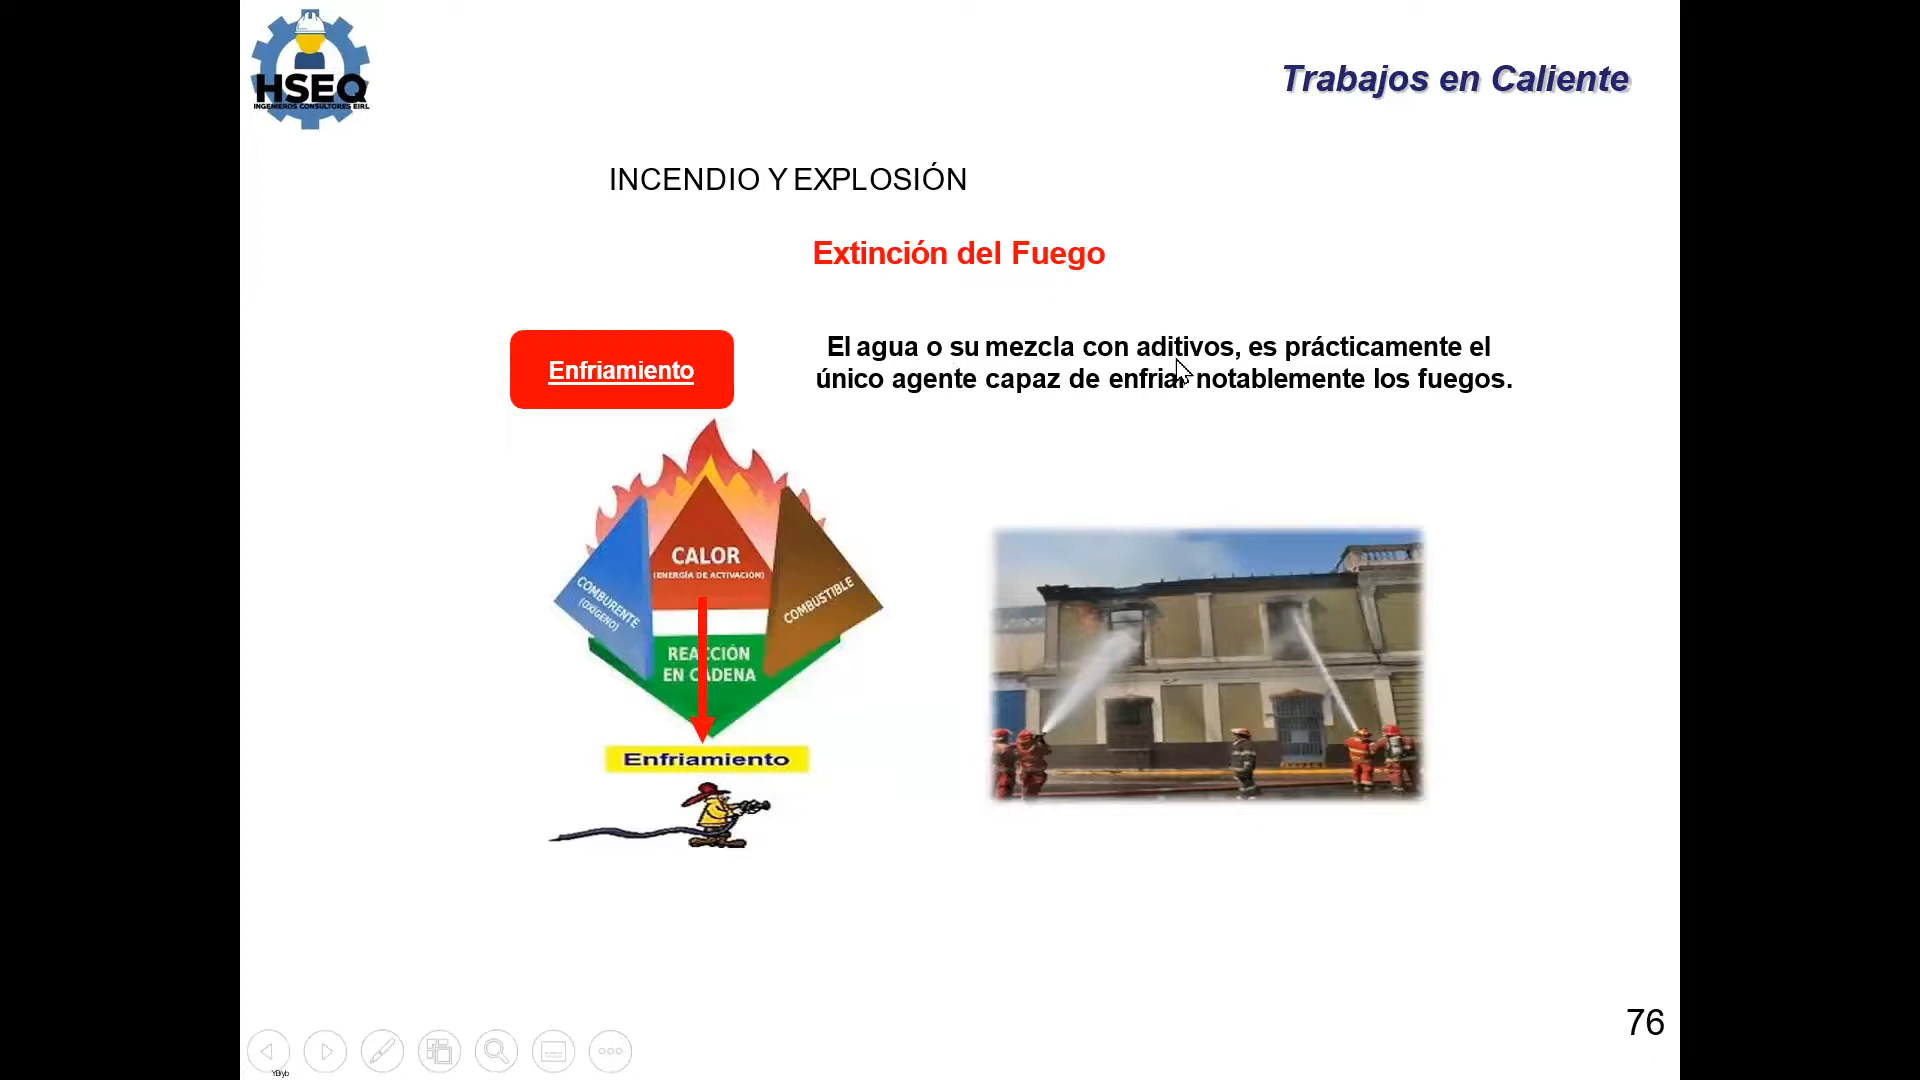 HSEQ
INGENIEROS CONSULTORES EIRL
Trabajos en Caliente
INCENDIO Y EXPLOSIÓN
Extinción del Fuego
Enfriamiento
El agua o su mezcla con aditivos, es prácticamente el
único agente capaz de enfriar notablemente los fuegos.
CALOR
(ENERGÍA DE ACTIVACIÓN)
COMBURENTE
(OXÍGENO)
COMBUSTIBLE
REACCIÓN
EN CADENA
Enfriamiento
76